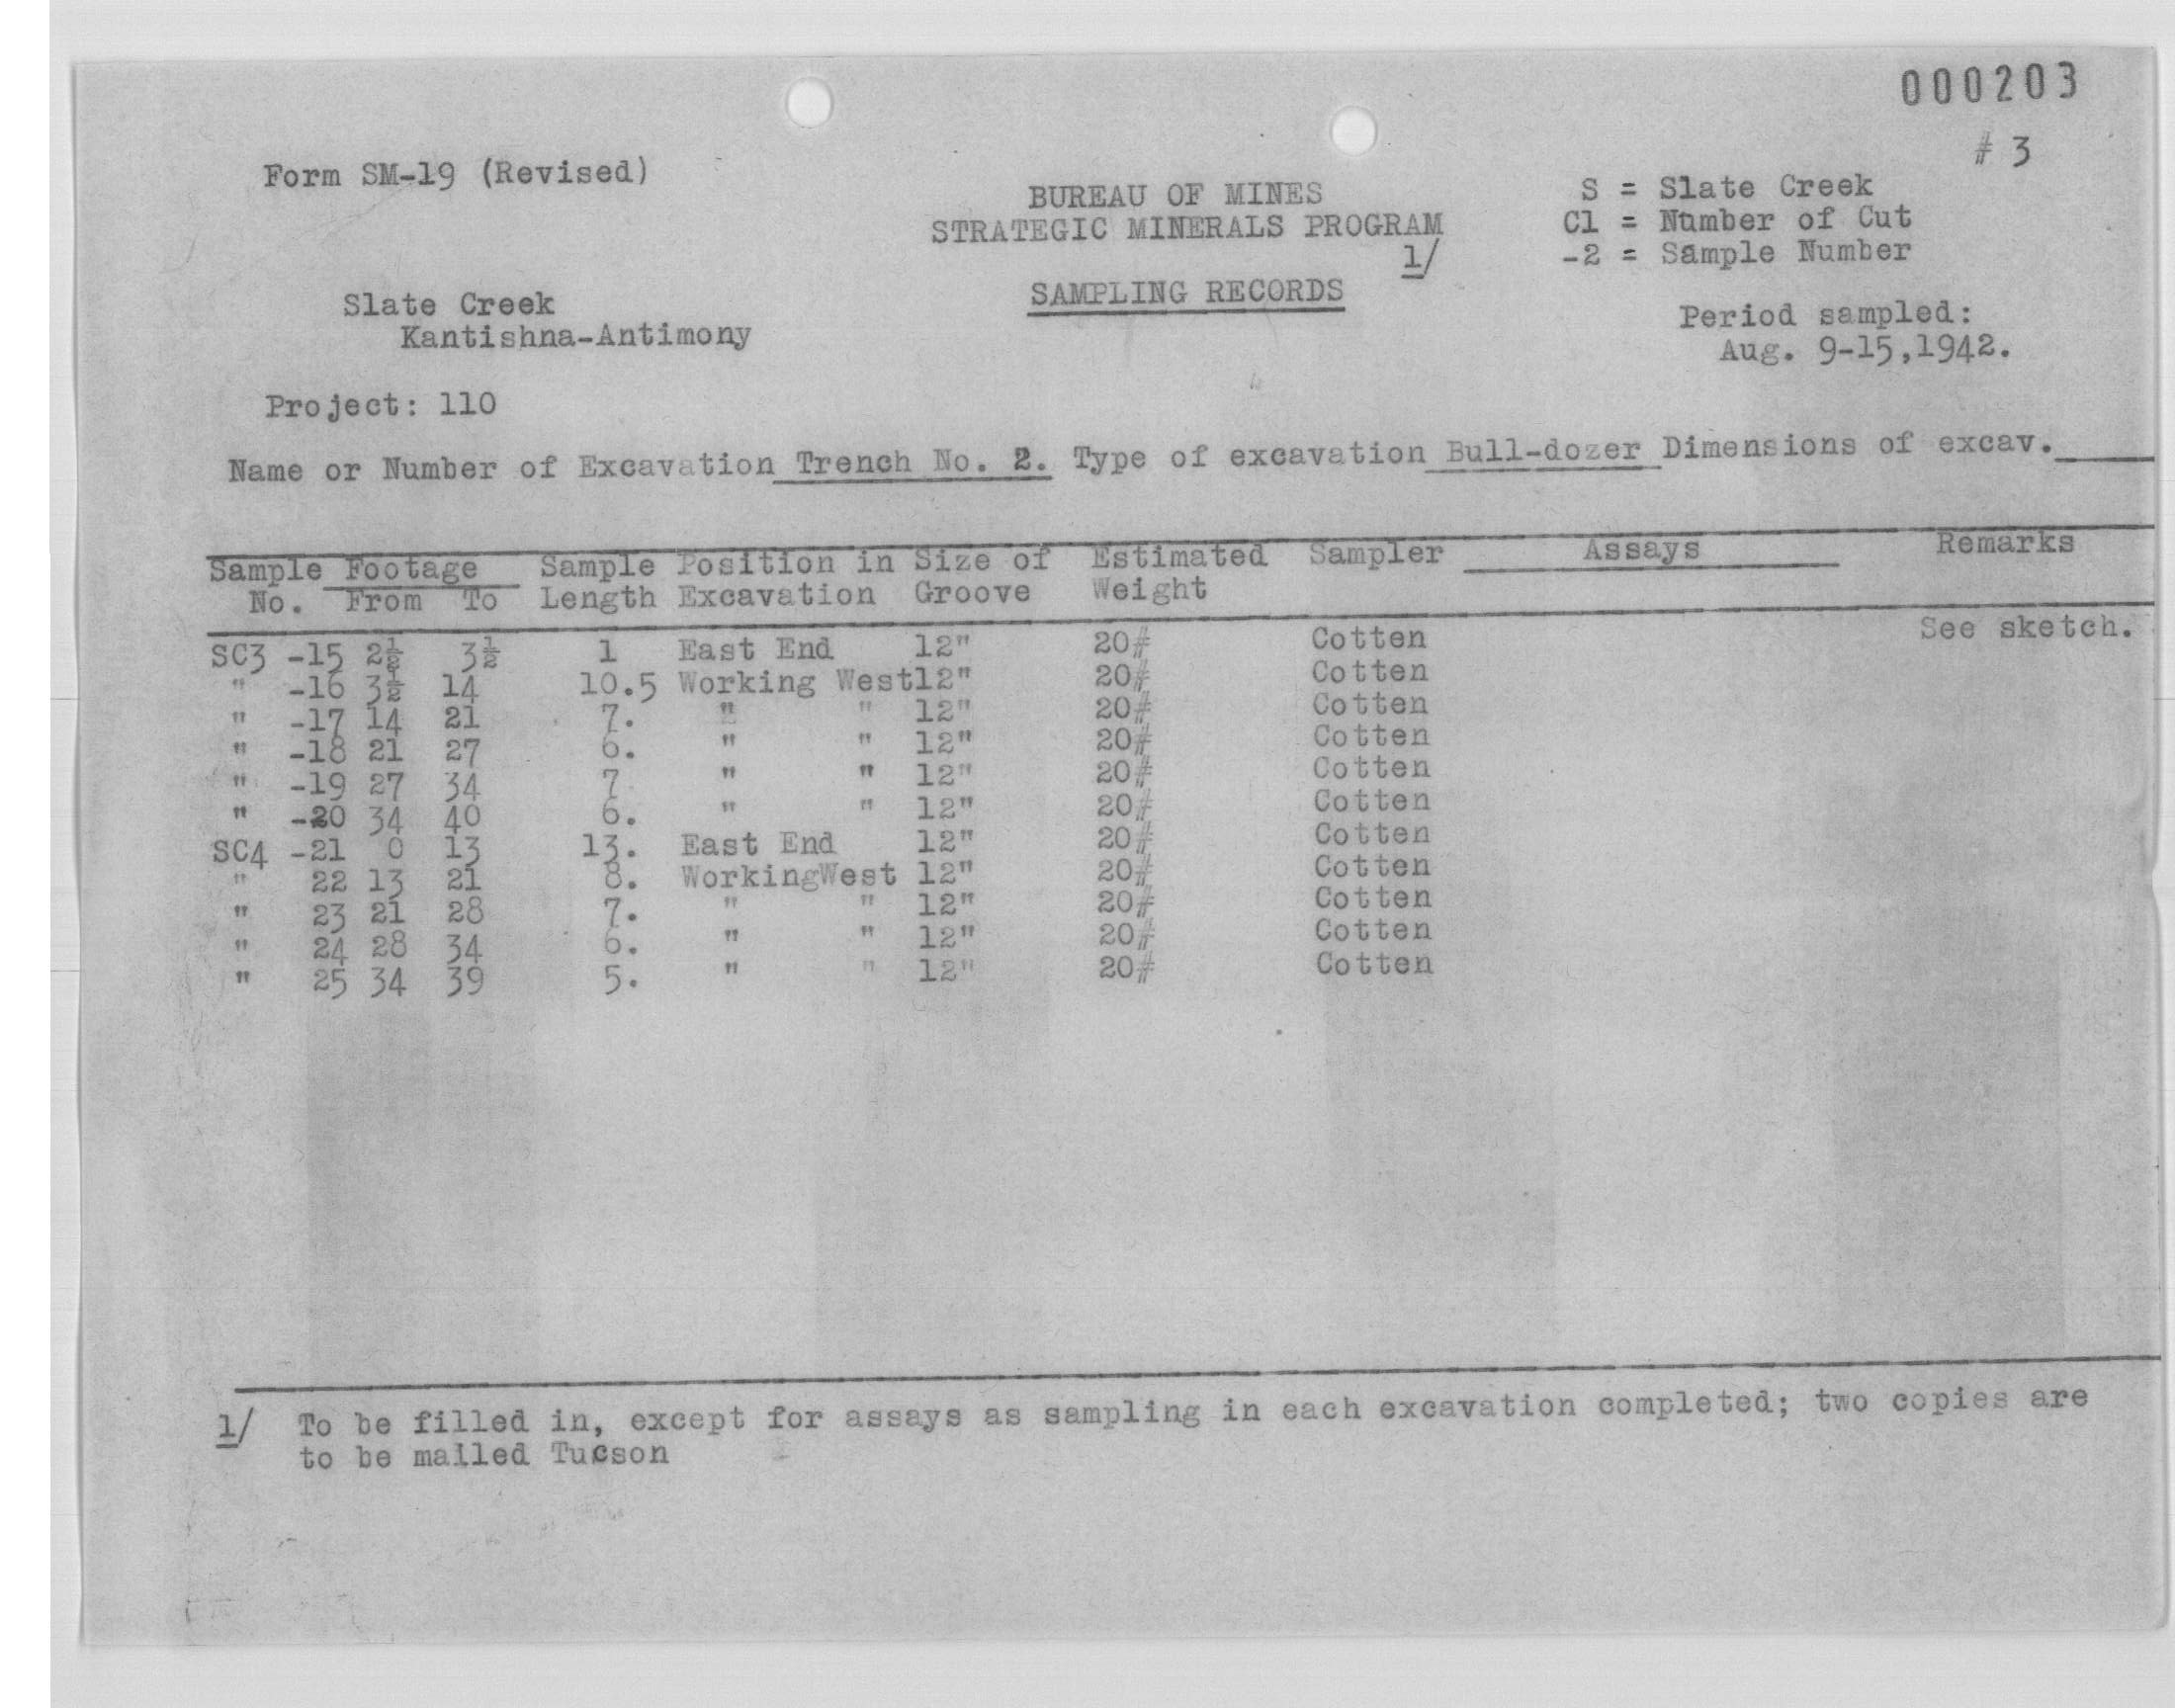 000203
# 3
Form SM-19 (Revised)
BUREAU OF MINES
STRATEGIC MINERALS PROGRAM
1/
SAMPLING RECORDS
S = Slate Creek
Cl = Number of Cut
-2 = Sample Number
Slate Creek
Kantishna-Antimony
Period sampled:
Aug. 9-15,1942.
Project: 110
Name or Number of Excavation Trench No. 2. Type of excavation Bull-dozer Dimensions of excav.
Sample Footage Sample Position in Size of Estimated Sampler Assays Remarks
No. From To Length Excavation Groove Weight
SC3 -15 2½ 3½ 1 East End 12" 20# Cotten See sketch.
" -16 3½ 14 10.5 Working West12" 20# Cotten
" -17 14 21 7. " " 12" 20# Cotten
" -18 21 27 6. " " 12" 20# Cotten
" -19 27 34 7 " " 12" 20# Cotten
" -20 34 40 6. " " 12" 20# Cotten
SC4 -21 0 13 13. East End 12" 20# Cotten
" 22 13 21 8. WorkingWest 12" 20# Cotten
" 23 21 28 7. " " 12" 20# Cotten
" 24 28 34 6. " " 12" 20# Cotten
" 25 34 39 5. " " 12" 20# Cotten
1/ To be filled in, except for assays as sampling in each excavation completed; two copies are
to be mailed Tucson